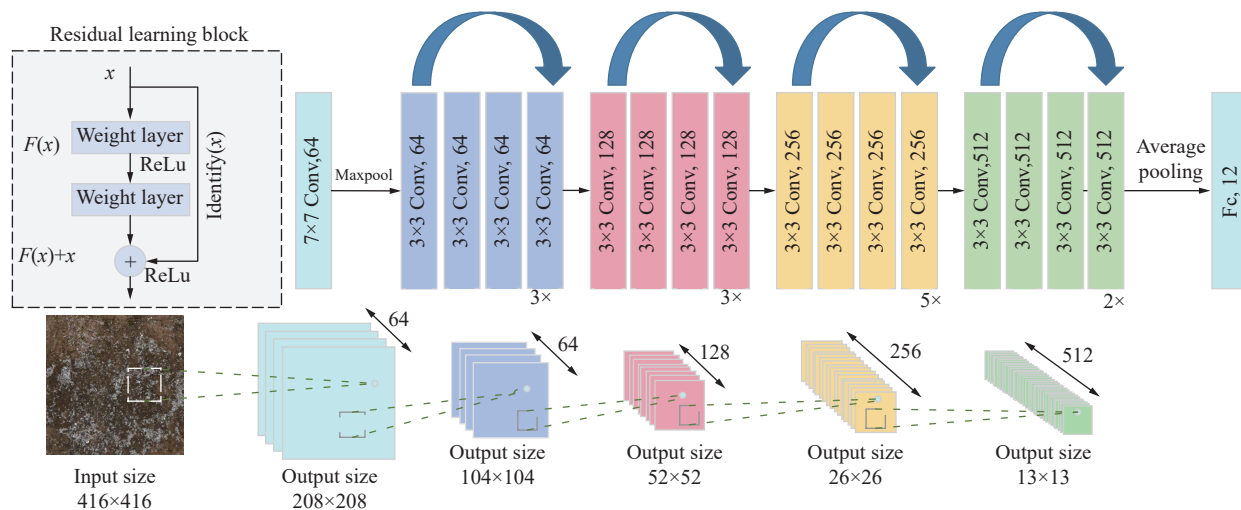 Residual learning block
x
Weight layer
F(x)
ReLu
Weight layer
Identify(x)
F(x)+x
+
ReLu
7×7 Conv,64
Maxpool
3×3 Conv, 64
3×3 Conv, 64
3×3 Conv, 64
3×3 Conv, 64
3×
3×3 Conv, 128
3×3 Conv, 128
3×3 Conv, 128
3×3 Conv, 128
3×
3×3 Conv, 256
3×3 Conv, 256
3×3 Conv, 256
3×3 Conv, 256
5×
3×3 Conv,512
3×3 Conv,512
3×3 Conv, 512
3×3 Conv, 512
2×
Average
pooling
Fc, 12
64
64
128
256
512
Input size
416×416
Output size
208×208
Output size
104×104
Output size
52×52
Output size
26×26
Output size
13×13